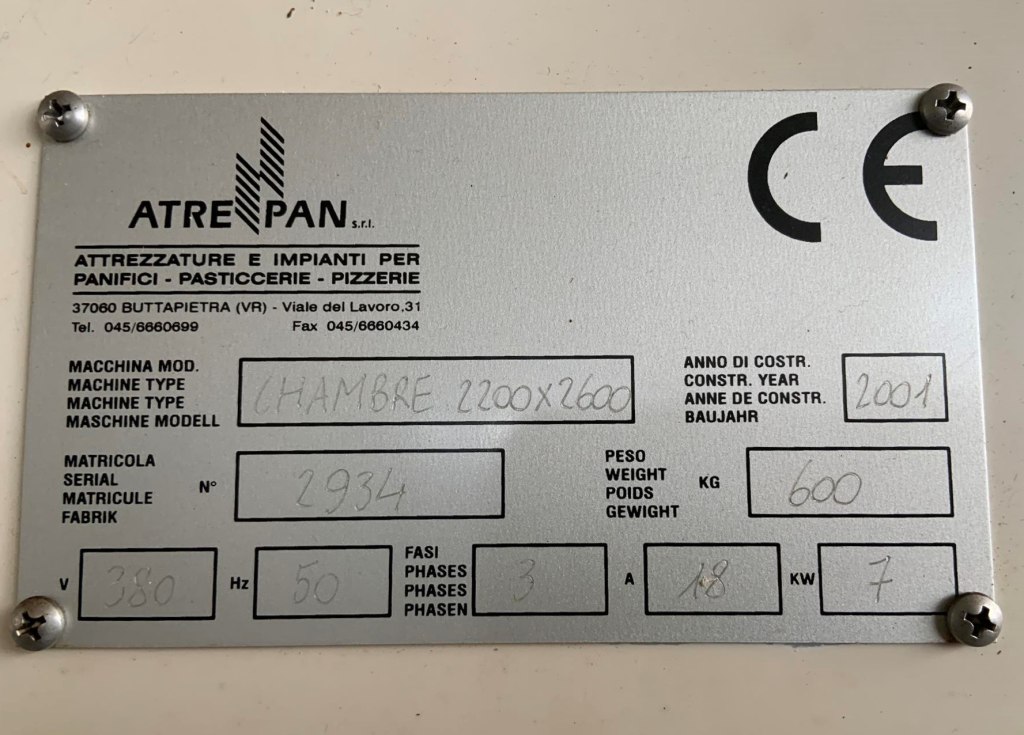 ATREPAN s.r.l.
CE
ATTREZZATURE E IMPIANTI PER
PANIFICI - PASTICCERIE - PIZZERIE
37060 BUTTAPIETRA (VR) - Viale del Lavoro,31
Tel. 045/6660699 Fax 045/6660434
MACCHINA MOD.
MACHINE TYPE
MACHINE TYPE
MASCHINE MODELL
CHAMBRE 2200x2600
ANNO DI COSTR.
CONSTR. YEAR
ANNE DE CONSTR.
BAUJAHR
2001
MATRICOLA
SERIAL
MATRICULE
FABRIK
N° 2934
PESO
WEIGHT
POIDS
GEWIGHT
KG 600
V 380 Hz 50
FASI
PHASES
PHASES
PHASEN
3 A 18 KW 7